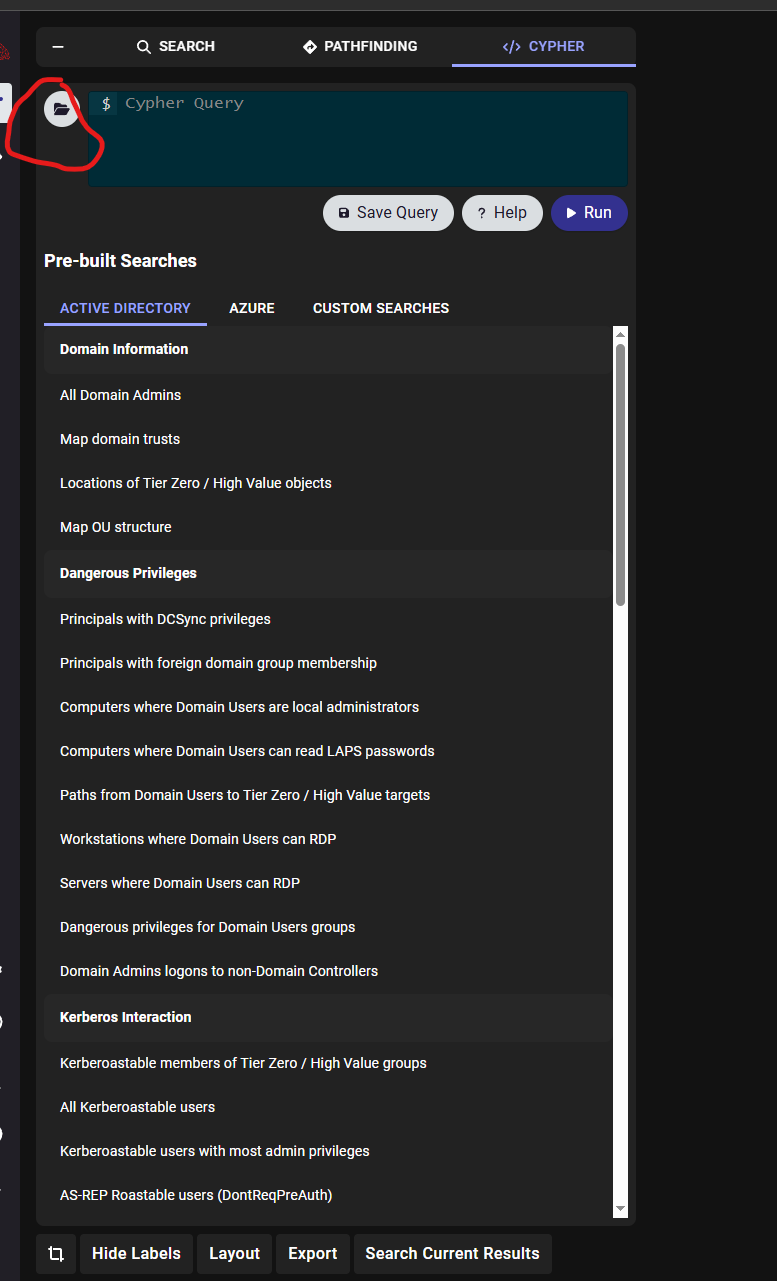 SEARCH PATHFINDING </> CYPHER
$ Cypher Query
Save Query ? Help Run
Pre-built Searches
ACTIVE DIRECTORY AZURE CUSTOM SEARCHES
Domain Information
All Domain Admins
Map domain trusts
Locations of Tier Zero / High Value objects
Map OU structure
Dangerous Privileges
Principals with DCSync privileges
Principals with foreign domain group membership
Computers where Domain Users are local administrators
Computers where Domain Users can read LAPS passwords
Paths from Domain Users to Tier Zero / High Value targets
Workstations where Domain Users can RDP
Servers where Domain Users can RDP
Dangerous privileges for Domain Users groups
Domain Admins logons to non-Domain Controllers
Kerberos Interaction
Kerberoastable members of Tier Zero / High Value groups
All Kerberoastable users
Kerberoastable users with most admin privileges
AS-REP Roastable users (DontReqPreAuth)
Hide Labels Layout Export Search Current Results